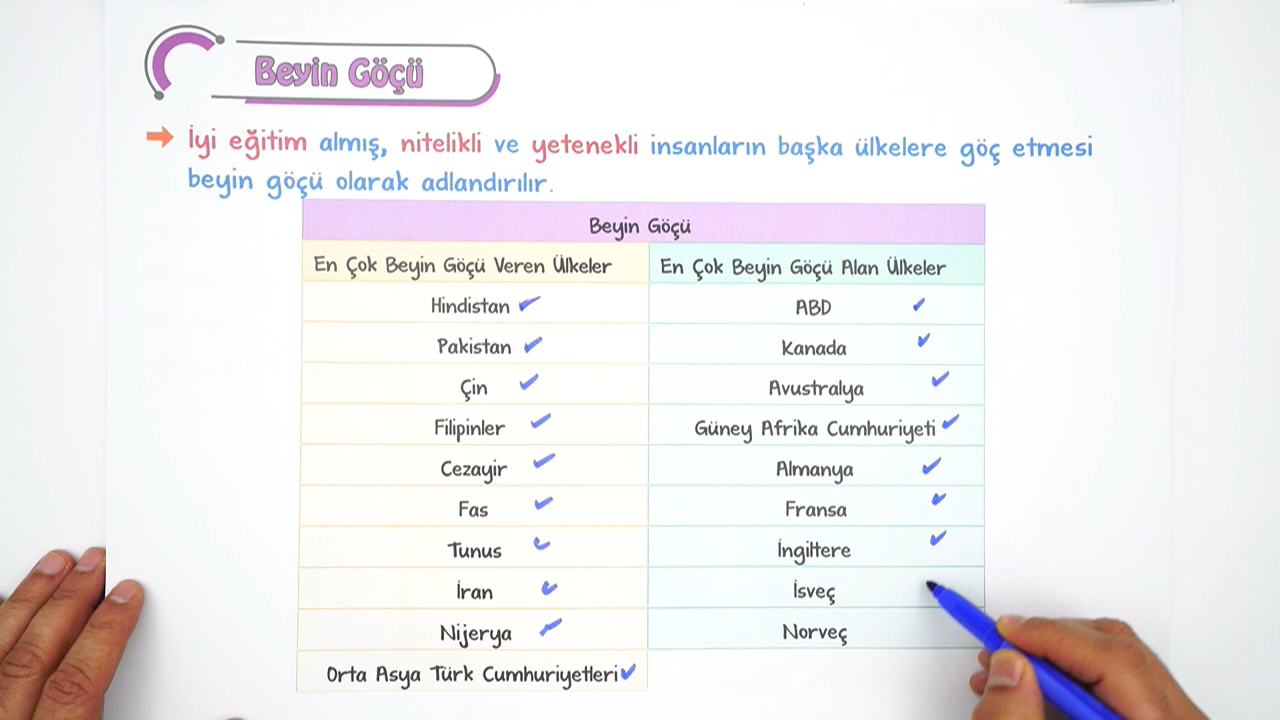 Beyin Göçü
İyi eğitim almış, nitelikli ve yetenekli insanların başka ülkelere göç etmesi
beyin göçü olarak adlandırılır.
Beyin Göçü
En Çok Beyin Göçü Veren Ülkeler En Çok Beyin Göçü Alan Ülkeler
Hindistan ABD
Pakistan Kanada
Çin Avustralya
Filipinler Güney Afrika Cumhuriyeti
Cezayir Almanya
Fas Fransa
Tunus İngiltere
İran İsveç
Nijerya Norveç
Orta Asya Türk Cumhuriyetleri